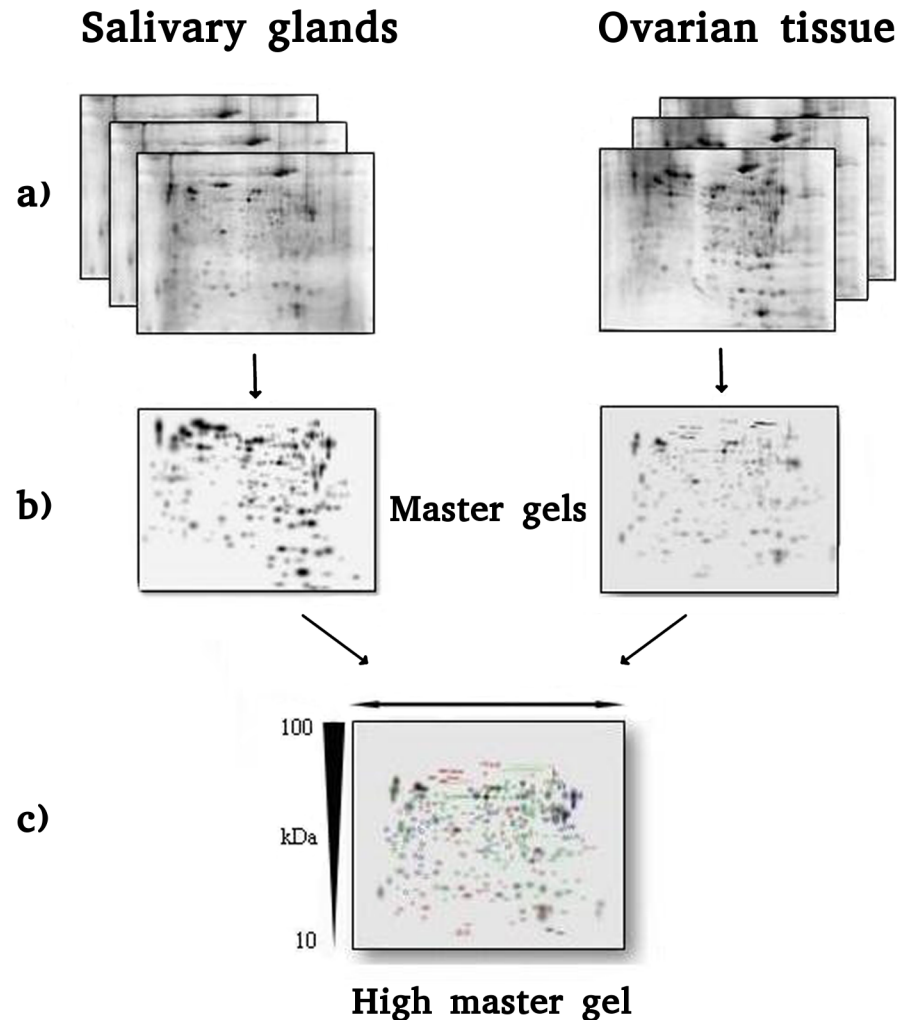 Salivary glands
Ovarian tissue
a)
b)
Master gels
c)
100
kDa
10
High master gel